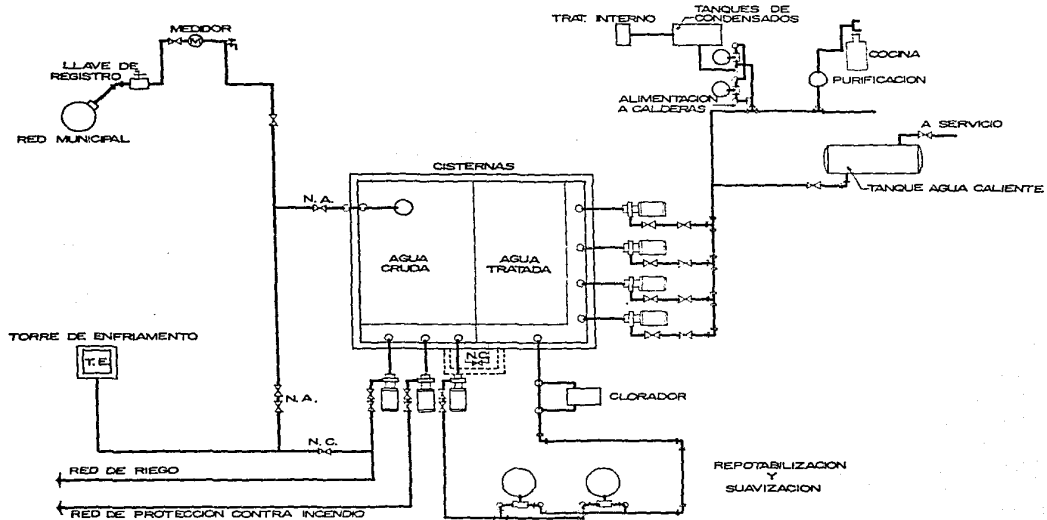 MEDIDOR
M
LLAVE DE
REGISTRO
RED MUNICIPAL
TRAT. INTERNO
TANQUES DE
CONDENSADOS
COCINA
PURIFICACION
ALIMENTACION
A CALDERAS
A SERVICIO
TANQUE AGUA CALIENTE
CISTERNAS
N.A.
AGUA
CRUDA
AGUA
TRATADA
TORRE DE ENFRIAMENTO
T.E.
N.C.
N.A.
N.C.
CLORADOR
RED DE RIEGO
RED DE PROTECCION CONTRA INCENDIO
REPOTABILIZACION
Y
SUAVIZACION